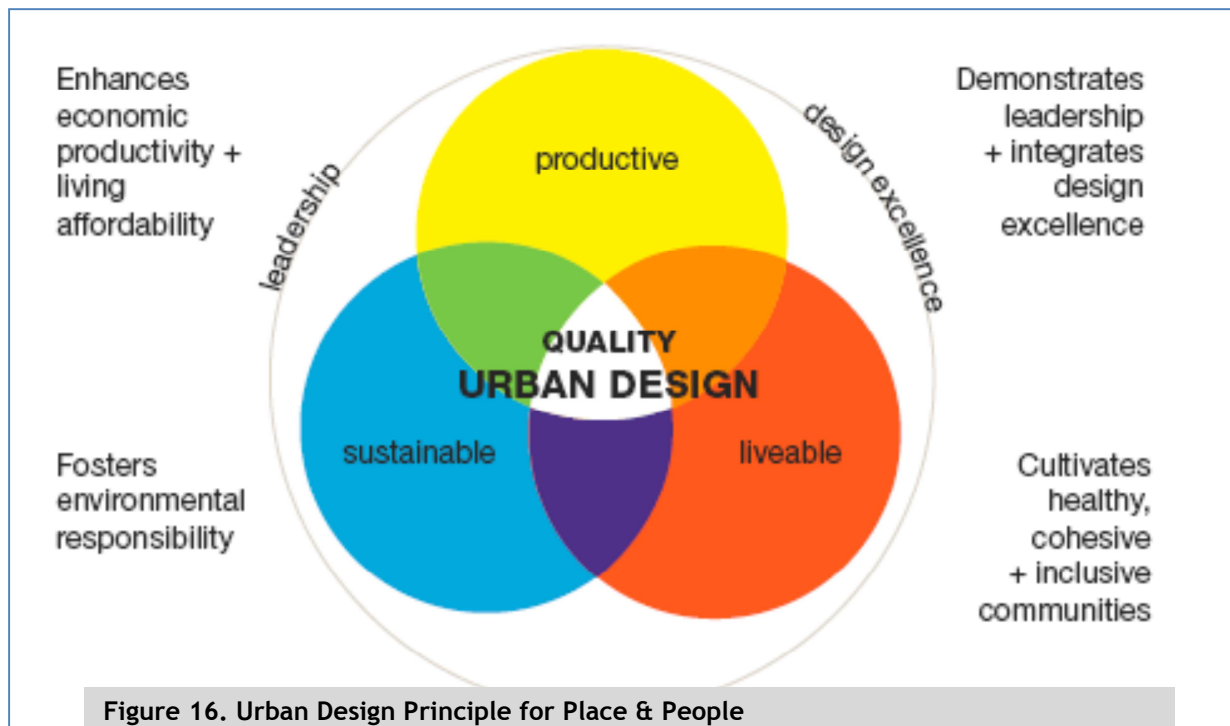 Enhances
economic
productivity +
living
affordability
Demonstrates
leadership
+ integrates
design
excellence
leadership
design excellence
productive
QUALITY
URBAN DESIGN
sustainable
liveable
Fosters
environmental
responsibility
Cultivates
healthy,
cohesive
+ inclusive
communities
Figure 16. Urban Design Principle for Place & People